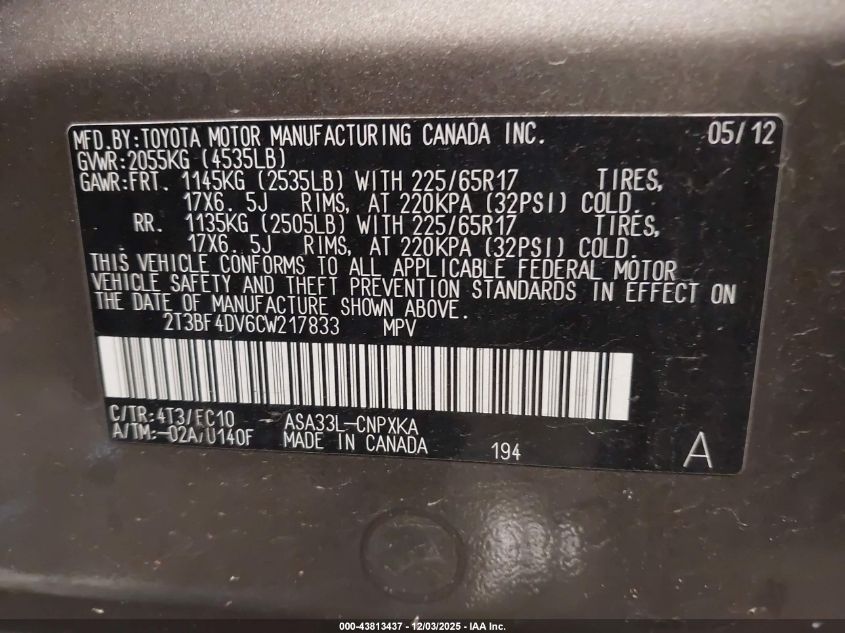 MFD.BY:TOYOTA MOTOR MANUFACTURING CANADA INC. 05/12
GVWR:2055KG (4535LB)
GAWR:FRT. 1145KG (2535LB) WITH 225/65R17 TIRES,
17X6. 5J RIMS, AT 220KPA (32PSI) COLD.
RR. 1135KG (2505LB) WITH 225/65R17 TIRES,
17X6. 5J RIMS, AT 220KPA (32PSI) COLD.
THIS VEHICLE CONFORMS TO ALL APPLICABLE FEDERAL MOTOR
VEHICLE SAFETY AND THEFT PREVENTION STANDARDS IN EFFECT ON
THE DATE OF MANUFACTURE SHOWN ABOVE.
2T3BF4DV6CW217833 MPV
C/TR:4T3/FC10 ASA33L-CNPXKA
A/TM:-02A/U140F MADE IN CANADA 194 A
000-43813437 - 12/03/2025 - IAA Inc.